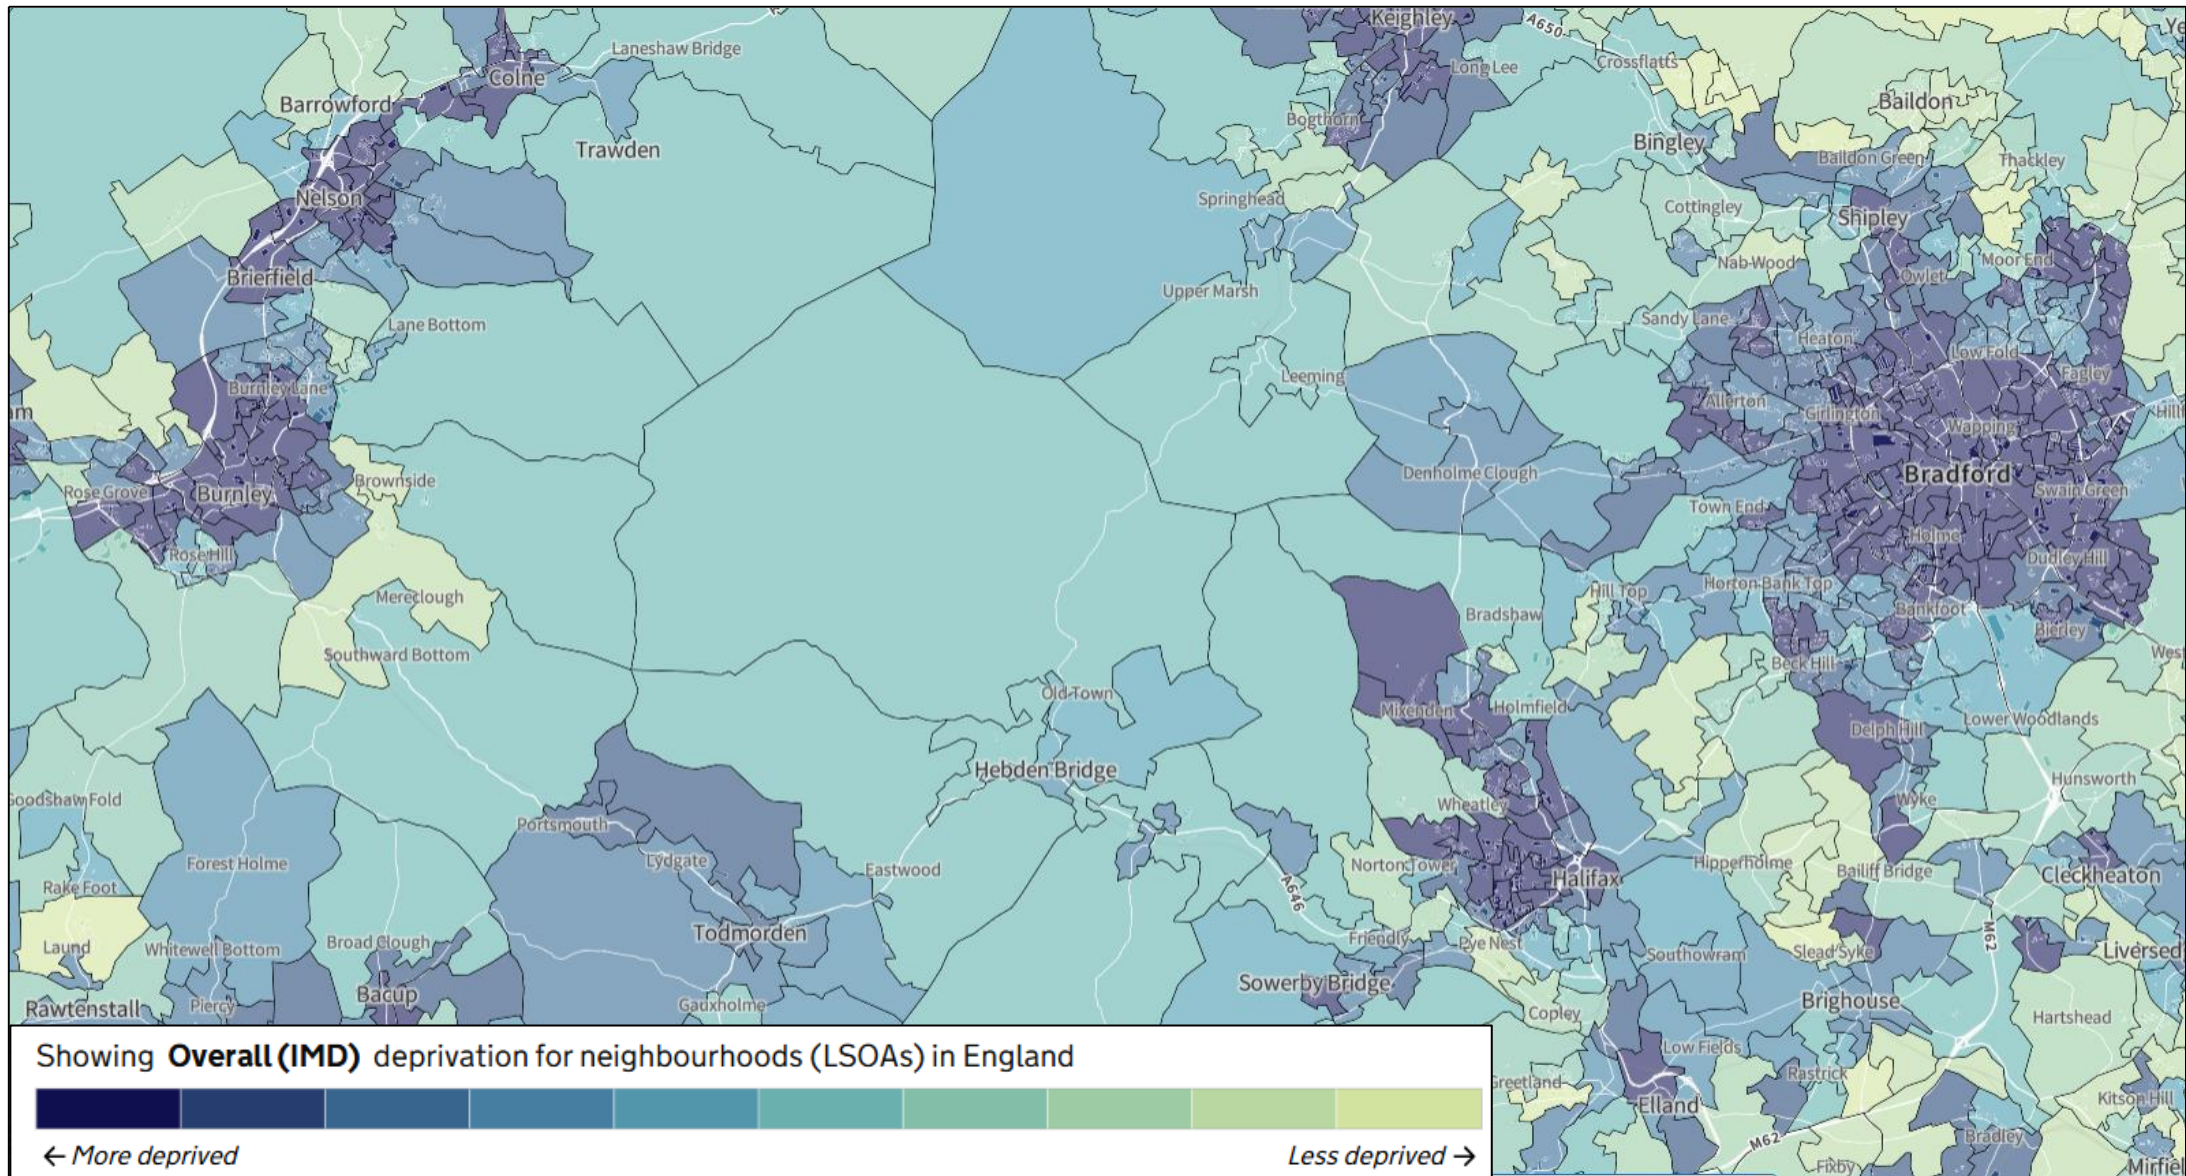 Keighley
A650
Ye
Laneshaw Bridge
Colne
Long Lee
Crossflatts
Barrowford
Baildon
Bogthorn
Trawden
Bingley
Baildon Green
Thackley
Nelson
Springhead
Cottingley
Shipley
Nab Wood
Moor End
Brierfield
Owlet
Upper Marsh
Lane Bottom
Sandy Lane
Heaton
Low Fold
Burnley Lane
Leeming
Fagley
Allerton
Girlington
Hillf
am
Wapping
Denholme Clough
Bradford
Brownside
Rose Grove
Burnley
Swain Green
Town End
Holme
Rose Hill
Dudley Hill
Mereclough
Hill Top
Horton Bank Top
Bradshaw
Bankfoot
Bierley
Southward Bottom
Beck Hill
West
Old Town
Mixenden
Holmfield
Delph Hill
Lower Woodlands
Hebden Bridge
Hunsworth
Goodshaw Fold
Wheatley
Wyke
Portsmouth
Forest Holme
Lydgate
Eastwood
Norton Tower
Halifax
Hipperholme
Bailiff Bridge
Cleckheaton
Rake Foot
A646
Todmorden
M62
Laund
Whitewell Bottom
Broad Clough
Friendly
Pye Nest
Southowram
Slead Syke
Liversed
Sowerby Bridge
Bacup
Brighouse
Rawtenstall
Piercy
Gauxholme
Copley
Hartshead
Low Fields
Rastrick
Greetland
Elland
Kitson Hill
M62
Bradley
Fixby
Mirfiel
Showing Overall (IMD) deprivation for neighbourhoods (LSOAs) in England
← More deprived
Less deprived →